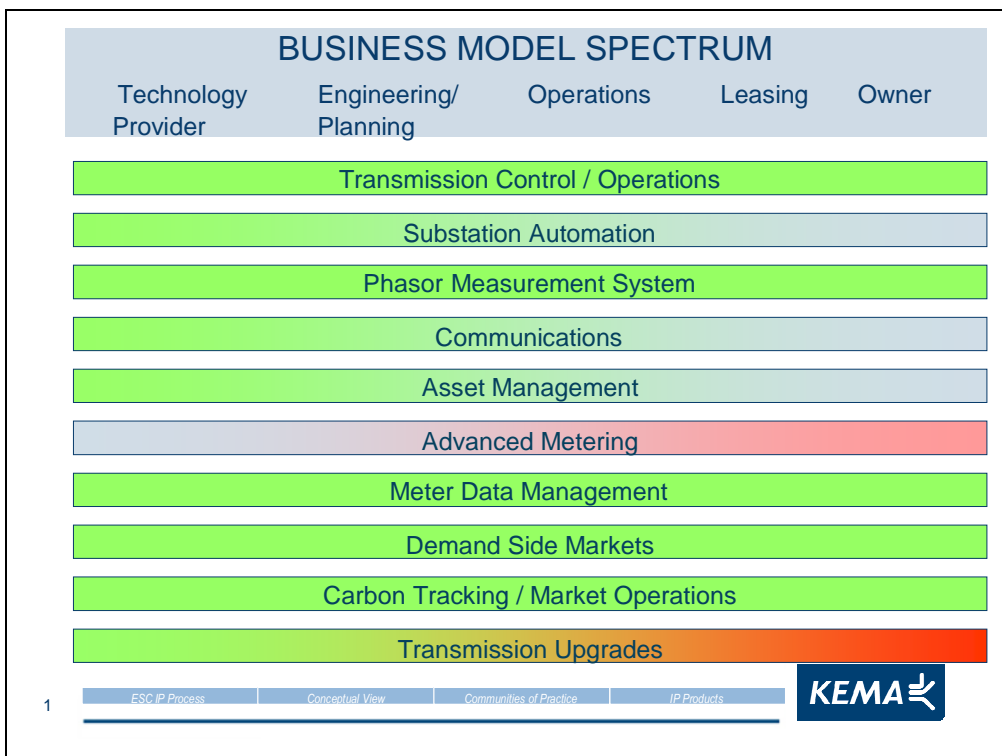 BUSINESS MODEL SPECTRUM
Technology Engineering/ Operations Leasing Owner
Provider Planning
Transmission Control / Operations
Substation Automation
Phasor Measurement System
Communications
Asset Management
Advanced Metering
Meter Data Management
Demand Side Markets
Carbon Tracking / Market Operations
Transmission Upgrades
1 ESC IP Process Conceptual View Communities of Practice IP Products KEMA